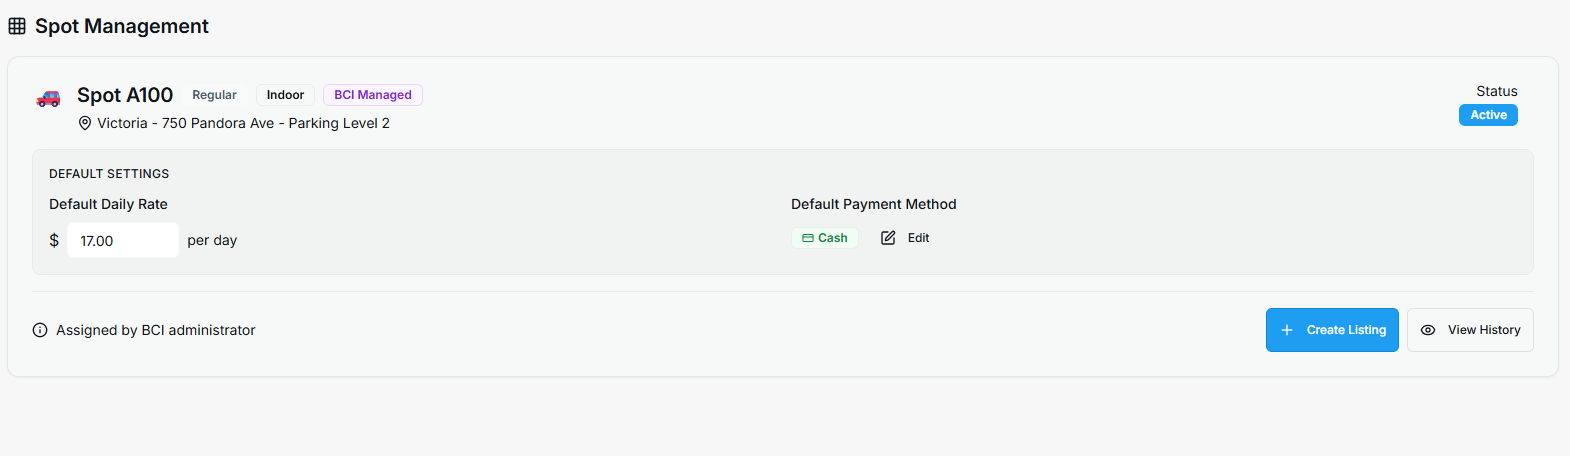 Spot Management
Spot A100 Regular Indoor BCI Managed
Victoria - 750 Pandora Ave - Parking Level 2
Status
Active
DEFAULT SETTINGS
Default Daily Rate
$ 17.00 per day
Default Payment Method
Cash Edit
Assigned by BCI administrator
Create Listing View History